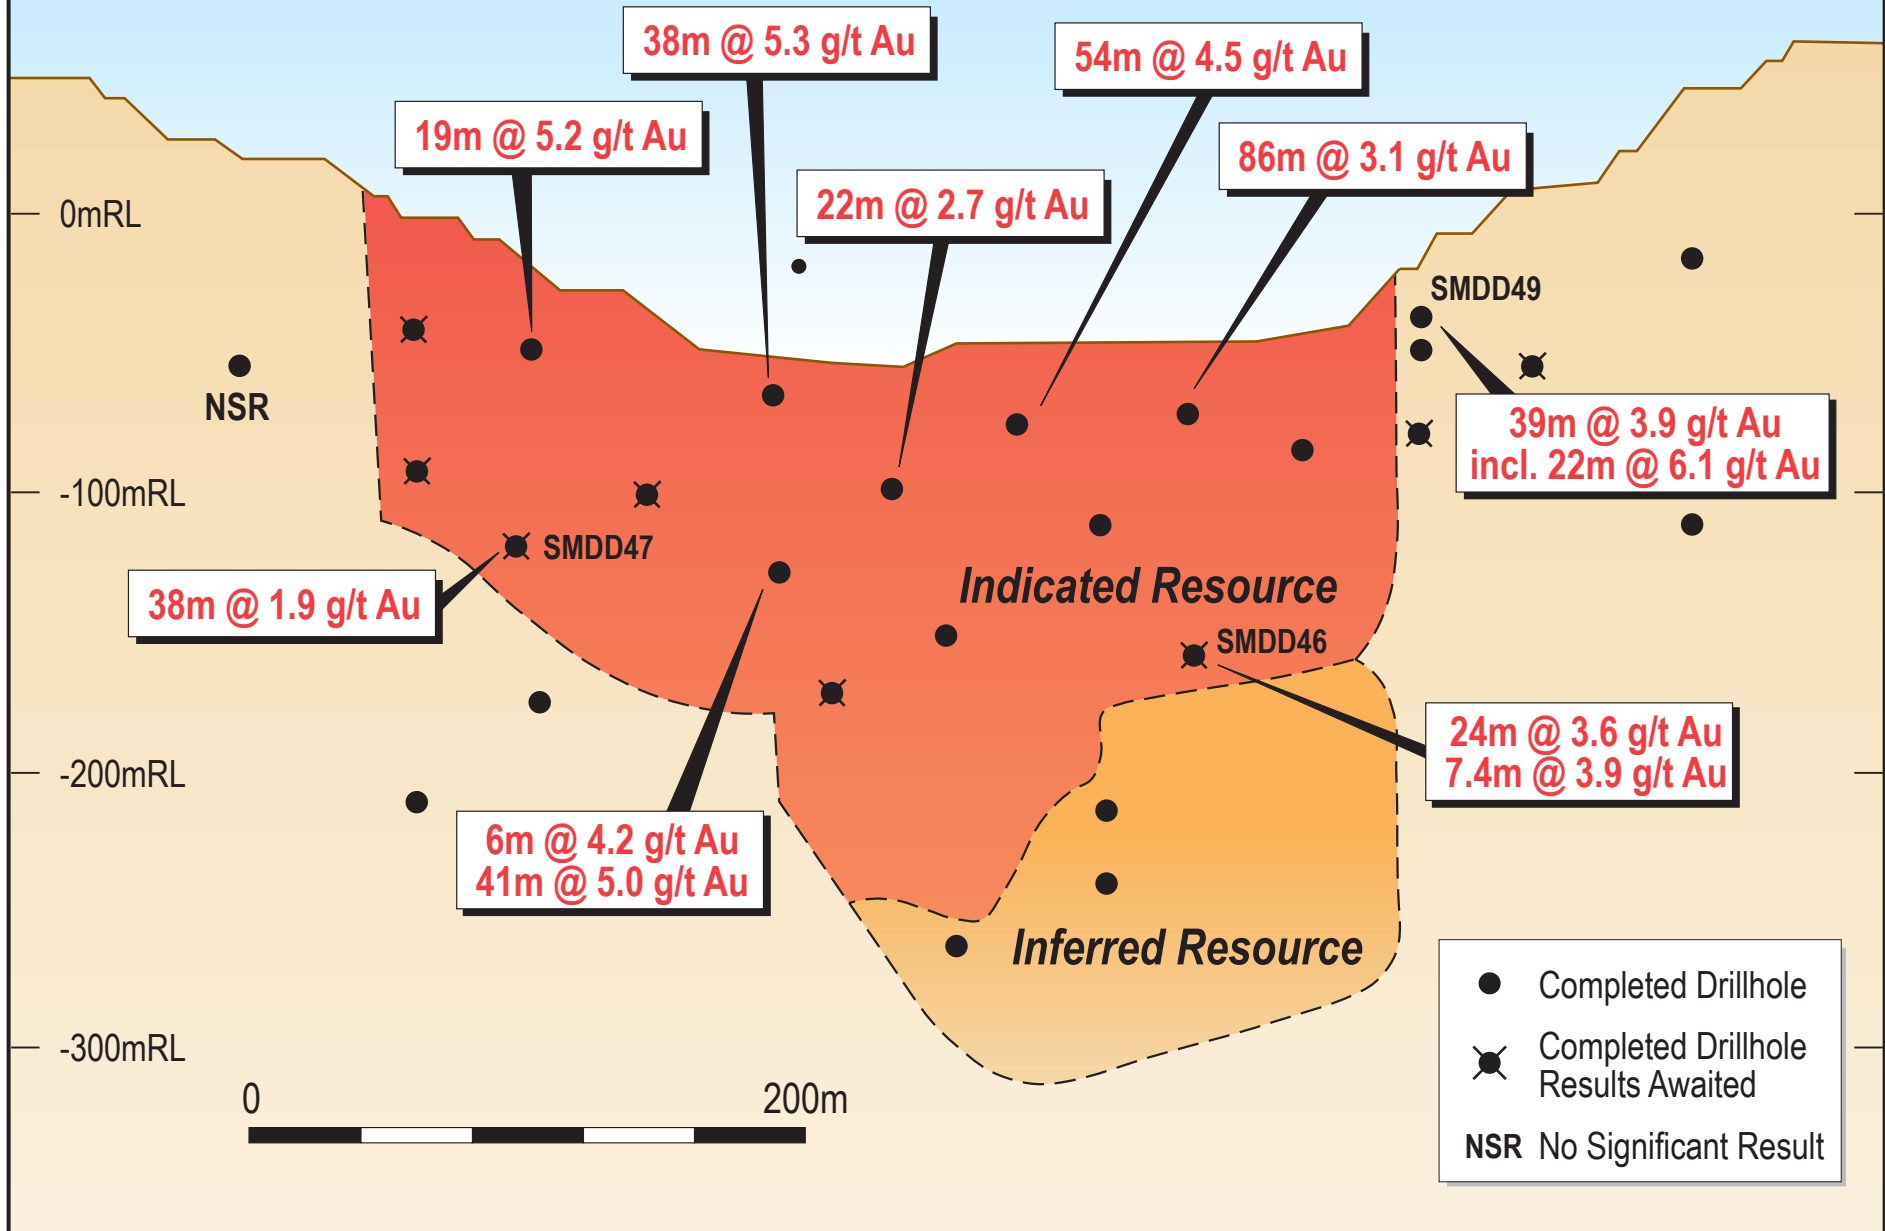 38m @ 5.3 g/t Au
54m @ 4.5 g/t Au
19m @ 5.2 g/t Au
86m @ 3.1 g/t Au
22m @ 2.7 g/t Au
0mRL
SMDD49
NSR
39m @ 3.9 g/t Au
incl. 22m @ 6.1 g/t Au
-100mRL
SMDD47
38m @ 1.9 g/t Au
Indicated Resource
SMDD46
24m @ 3.6 g/t Au
7.4m @ 3.9 g/t Au
-200mRL
6m @ 4.2 g/t Au
41m @ 5.0 g/t Au
Inferred Resource
-300mRL
0 200m
Completed Drillhole
Completed Drillhole
Results Awaited
NSR No Significant Result